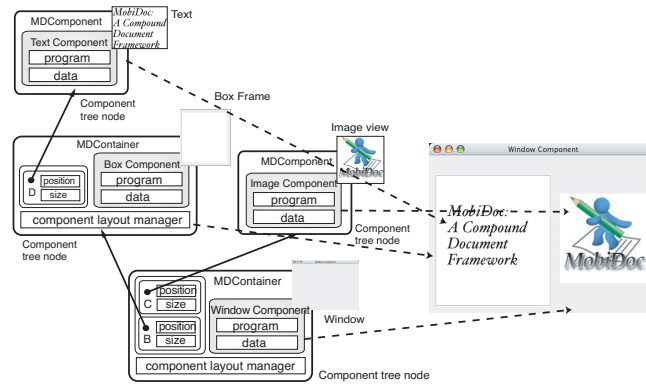 MDComponent
MobiDoc:
A Compound
Document
Framework
Text
Text Component
program
data
Component
tree node
Box Frame
MDContainer
Box Component
program
data
D
position
size
component layout manager
Component
tree node
Image view
MobiDoc
MDComponent
Image Component
program
data
Component
tree node
Window Component
MobiDoc:
A Compound
Document
Framework
MobiDoc
MDContainer
position
C
size
position
B
size
Window Component
program
data
component layout manager
Window
Component tree node